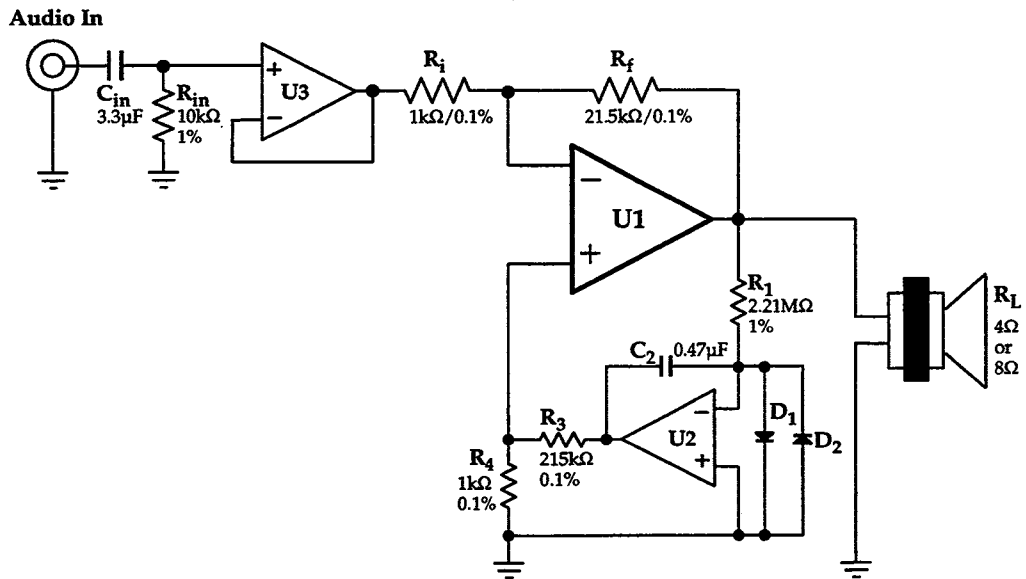 Audio In
C_in
3.3µF
R_in
10kΩ
1%
+
U3
−
R_i
1kΩ/0.1%
R_f
21.5kΩ/0.1%
−
U1
+
R_1
2.21MΩ
1%
R_L
4Ω
or
8Ω
C_2 0.47µF
D_1
D_2
−
U2
+
R_3
215kΩ
0.1%
R_4
1kΩ
0.1%